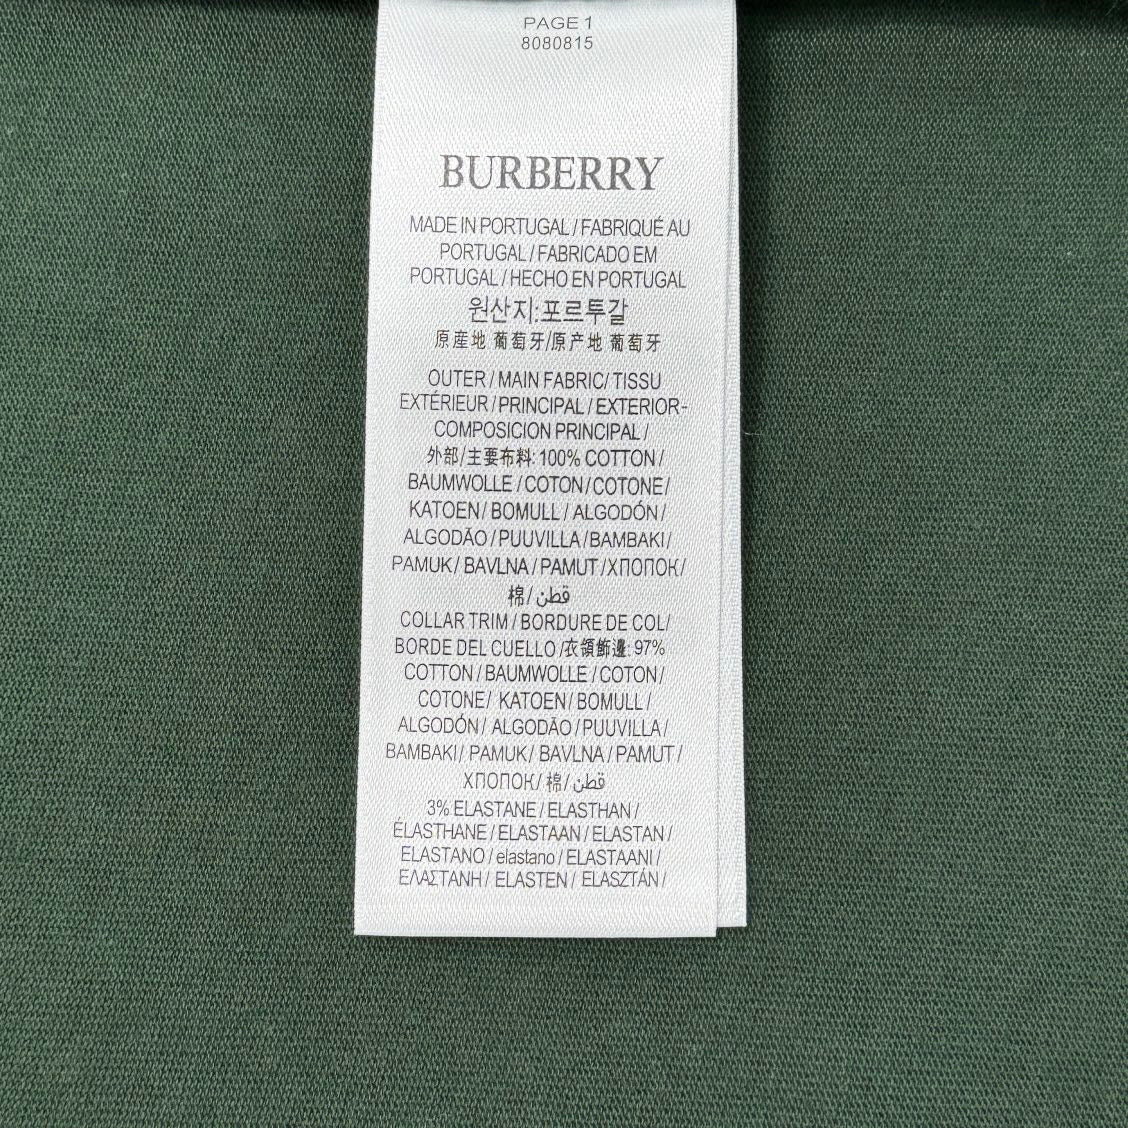 PAGE 1
8080815
BURBERRY
MADE IN PORTUGAL / FABRIQUÉ AU
PORTUGAL / FABRICADO EM
PORTUGAL / HECHO EN PORTUGAL
원산지:포르투갈
原産地 葡萄牙/原产地 葡萄牙
OUTER / MAIN FABRIC/ TISSU
EXTÉRIEUR / PRINCIPAL / EXTERIOR-
COMPOSICION PRINCIPAL /
外部/主要布料: 100% COTTON /
BAUMWOLLE / COTON / COTONE /
KATOEN / BOMULL / ALGODÓN /
ALGODÃO / PUUVILLA / BAMBAKI /
PAMUK / BAVLNA / PAMUT / ХПОПОК /
棉/ قطن
COLLAR TRIM / BORDURE DE COL/
BORDE DEL CUELLO /衣領飾邊: 97%
COTTON / BAUMWOLLE / COTON /
COTONE/ KATOEN / BOMULL /
ALGODÓN / ALGODÃO / PUUVILLA /
BAMBAKI / PAMUK / BAVLNA / PAMUT /
ХПОПОК/ 棉/ قطن
3% ELASTANE / ELASTHAN /
ÉLASTHANE / ELASTAAN / ELASTAN /
ELASTANO / elastano / ELASTAANI /
ΕΛΑΣΤΑΝΗ / ELASTEN / ELASZTÁN /